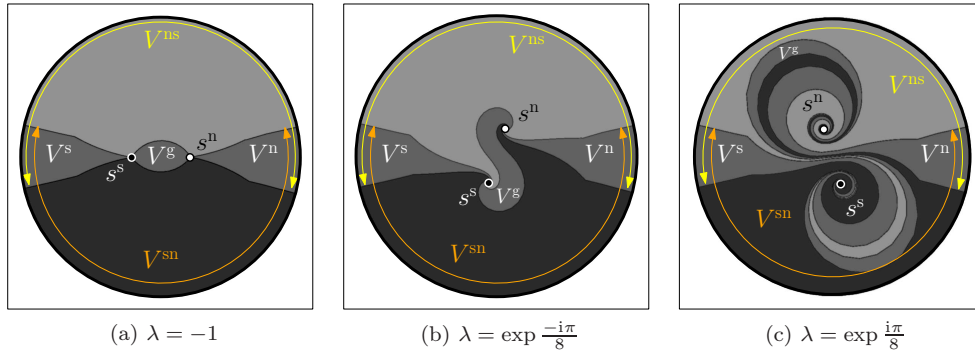 V^ns
V^s
s^s
V^g
s^n
V^n
V^sn
(a) λ = −1
V^ns
s^n
V^s
V^n
s^s
V^g
V^sn
(b) λ = exp −iπ/8
V^g
V^ns
s^n
V^s
V^n
s^s
V^sn
(c) λ = exp iπ/8